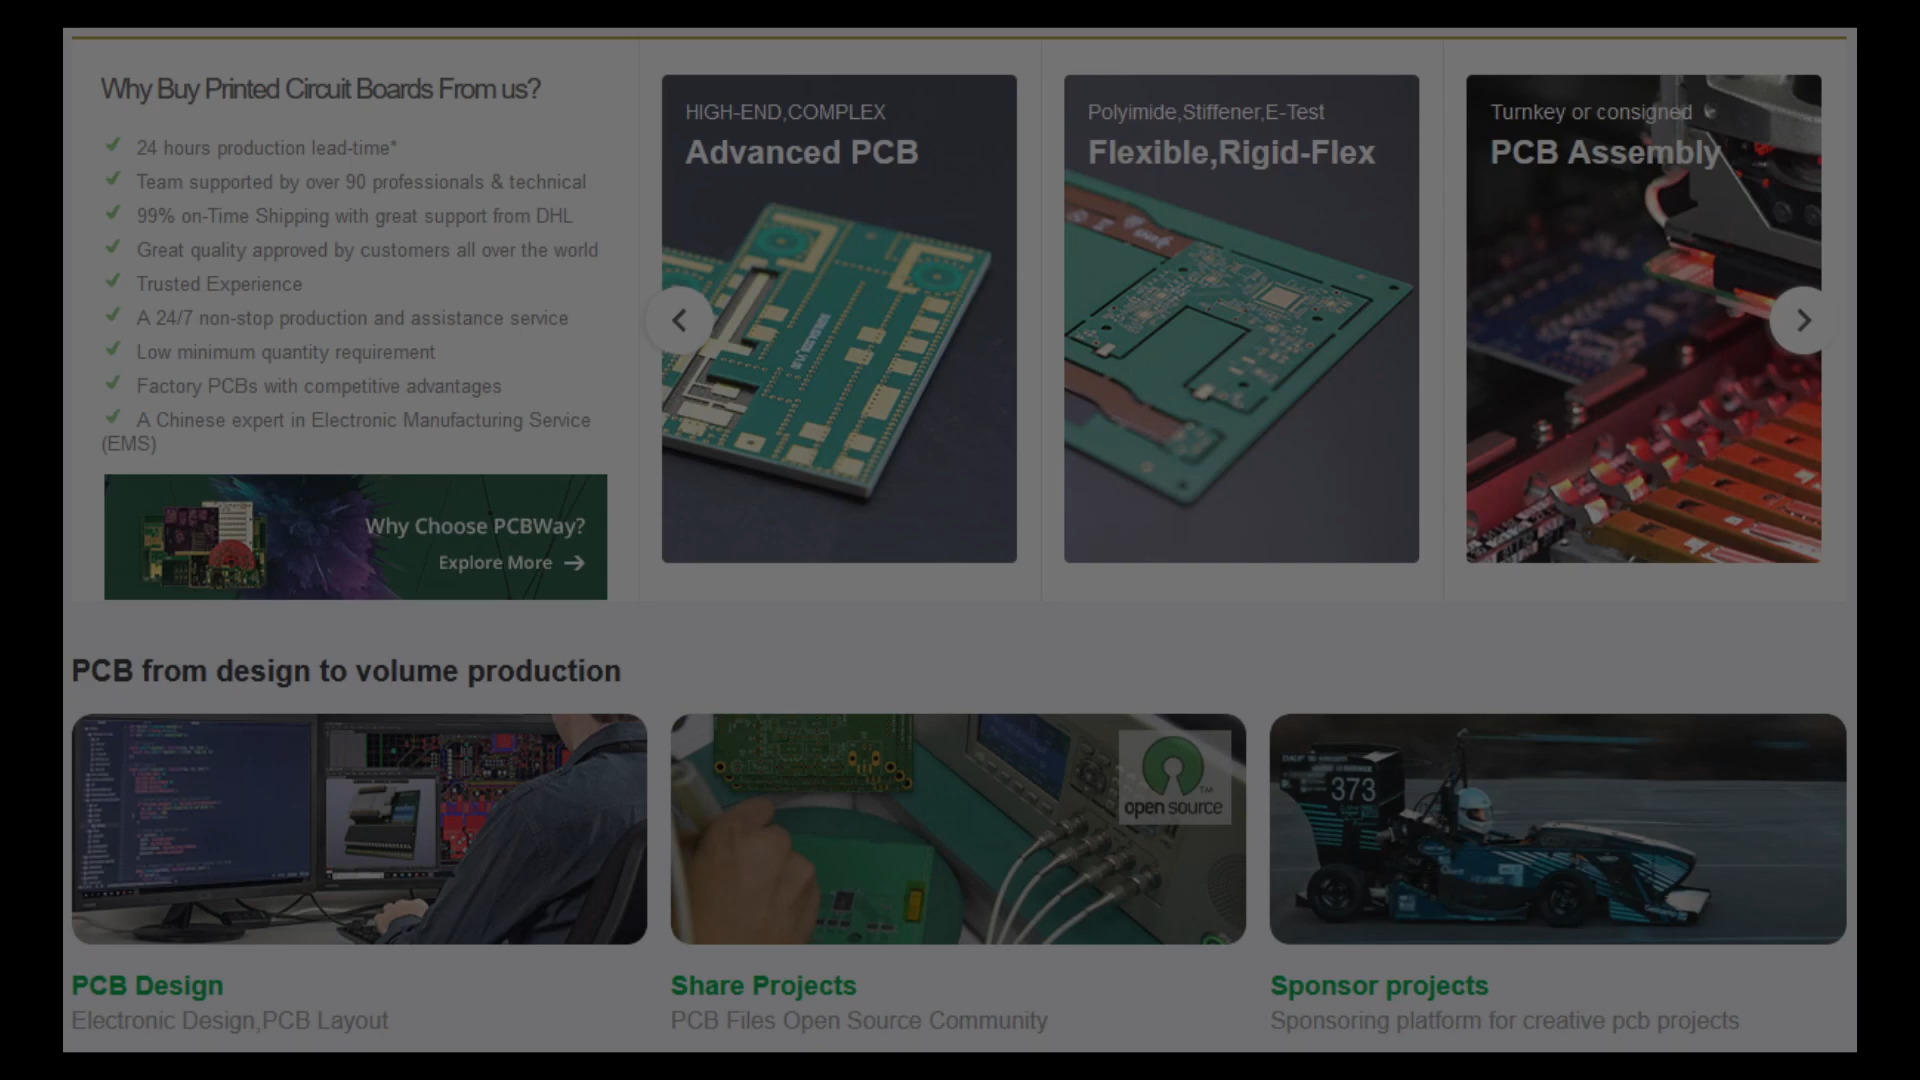 Why Buy Printed Circuit Boards From us?
24 hours production lead-time*
Team supported by over 90 professionals & technical
99% on-Time Shipping with great support from DHL
Great quality approved by customers all over the world
Trusted Experience
A 24/7 non-stop production and assistance service
Low minimum quantity requirement
Factory PCBs with competitive advantages
A Chinese expert in Electronic Manufacturing Service
(EMS)
Why Choose PCBWay?
Explore More
HIGH-END,COMPLEX
Advanced PCB
Polyimide,Stiffener,E-Test
Flexible,Rigid-Flex
Turnkey or consigned
PCB Assembly
PCB from design to volume production
open source
TM
373
PCB Design
Electronic Design,PCB Layout
Share Projects
PCB Files Open Source Community
Sponsor projects
Sponsoring platform for creative pcb projects